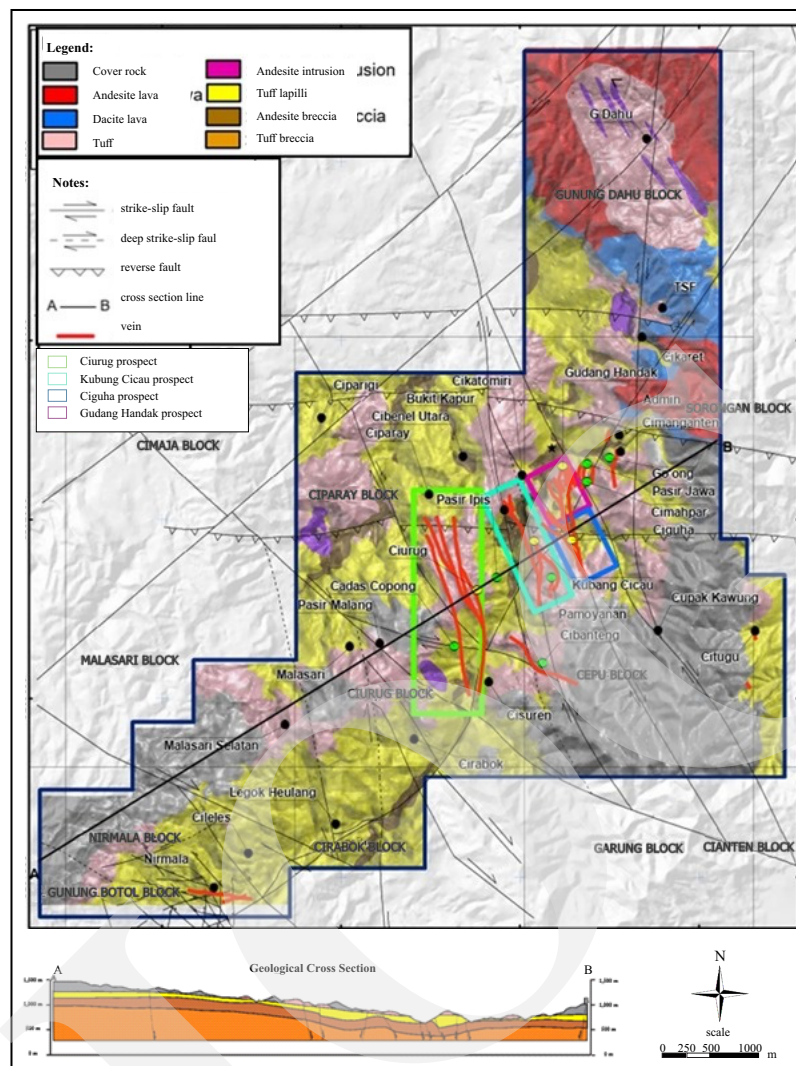 Legend:
Cover rock
Andesite lava
Dacite lava
Tuff
Andesite intrusion
Tuff lapilli
Andesite breccia
Tuff breccia
usion
ccia
Notes:
strike-slip fault
deep strike-slip faul
reverse fault
A B cross section line
vein
Ciurug prospect
Kubung Cicau prospect
Ciguha prospect
Gudang Handak prospect
G Dahu
GUNUNG DAHU BLOCK
TSF
Cikaret
Gudang Handak
Cikatomiri
Ciparigi
Bukit Kapur
Cibenel Utara
Ciparay
Admin
SORONGAN BLOCK
Cimanganten
CIMAJA BLOCK
B
Go'ong
CIPARAY BLOCK
Pasir Ipis
Pasir Jawa
Cimahpar
Ciguha
Ciurug
Cadas Copong
Kubang Cicau
Cupak Kawung
Pasir Malang
Pamoyanan
Cibanteng
MALASARI BLOCK
Malasari
CIURUG BLOCK
CEPU BLOCK
Citugu
Cisuren
Malasari Selatan
Cirabok
Legok Heulang
Cileles
NIRMALA BLOCK
CIRABOK BLOCK
GARUNG BLOCK
CIANTEN BLOCK
Nirmala
A
GUNUNG BOTOL BLOCK
Geological Cross Section
A
B
N
scale
0 250 500 1000 m